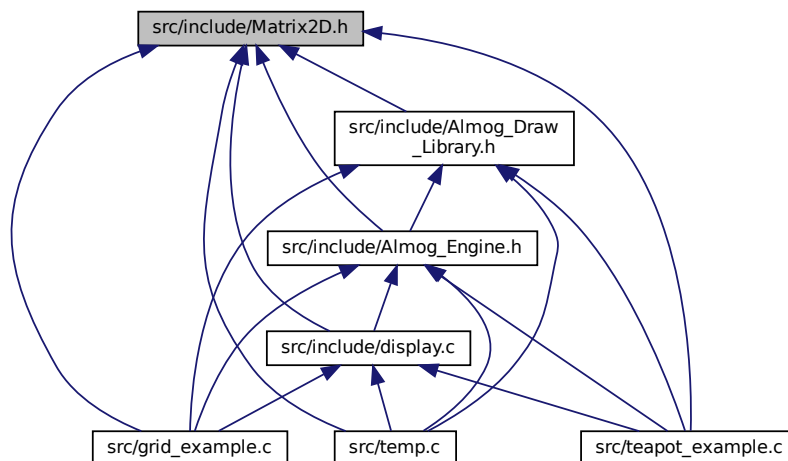 src/include/Matrix2D.h
src/include/Almog_Draw
_Library.h
src/include/Almog_Engine.h
src/include/display.c
src/grid_example.c
src/temp.c
src/teapot_example.c